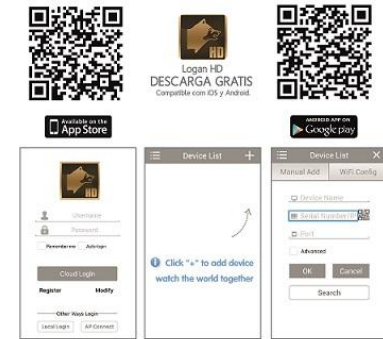 HD
Logan HD
DESCARGA GRATIS
Compatible com iOS y Android.
Available on the
App Store
ANDROID APP ON
Google play
HD
Username
Password
Remember me
Auto login
Cloud Login
Register
Modify
Other Ways Login
Local Login
AP Connect
Device List
+
Click "+" to add device
watch the world together
Device List
X
Manual Add
WiFi Config
Device Name
Serial Number/IP
Port
Advanced
OK
Cancel
Search